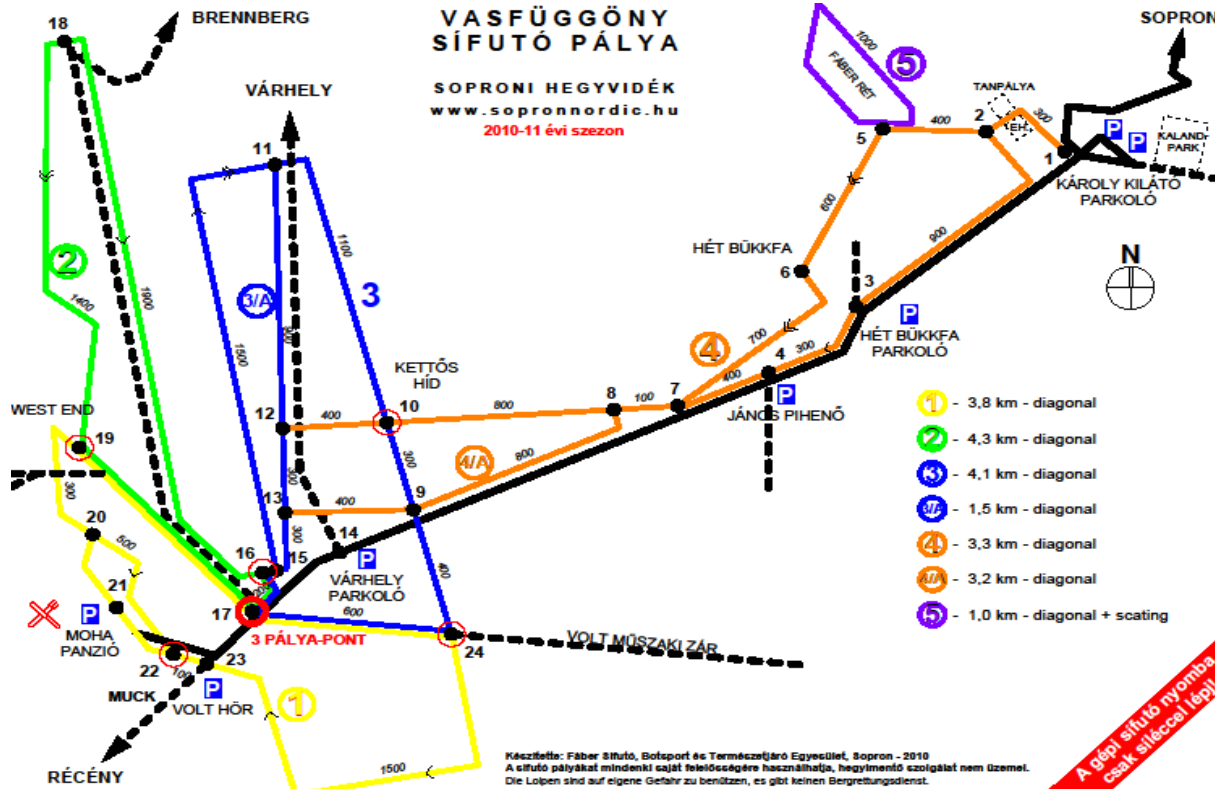 VASFÜGGÖNY
SÍFUTÓ PÁLYA
SOPRONI HEGYVIDÉK
www.sopronnordic.hu
2010-11 évi szezon
18
BRENNBERG
VÁRHELY
SOPRON
1000
FÁBER RÉT
5
TANPÁLYA
EH.
300
KALAND-
PARK
P
P
5
400
2
1
KÁROLY KILÁTÓ
PARKOLÓ
11
600
900
N
2
1400
1900
3/A
900
1500
1100
3
HÉT BÜKKFA
6
3
P
HÉT BÜKKFA
PARKOLÓ
700
4
300
4
400
P
JÁNOS PIHENŐ
KETTŐS
HÍD
10
12
400
800
8
100
7
WEST END
19
300
300
300
4/A
800
9
13
400
300
14
P
VÁRHELY
PARKOLÓ
400
20
500
16
15
21
P
MOHA
PANZIÓ
17
3 PÁLYA-PONT
600
24
VOLT MŰSZAKI ZÁR
22
100
23
MUCK
P
VOLT HŐR
1
RÉCÉNY
1500
1 - 3,8 km - diagonal
2 - 4,3 km - diagonal
3 - 4,1 km - diagonal
3/A - 1,5 km - diagonal
4 - 3,3 km - diagonal
4/A - 3,2 km - diagonal
5 - 1,0 km - diagonal + scating
Készítette: Fáber Sífutó, Botsport és Természetjáró Egyesület, Sopron - 2010
A sífutó pályákat mindenki saját felelősségére használhatja, hegyimentő szolgálat nem üzemel.
Die Loipen sind auf eigene Gefahr zu benützen, es gibt keinen Bergrettungsdienst.
A gépi sífutó nyomba
csak síléccel lépj